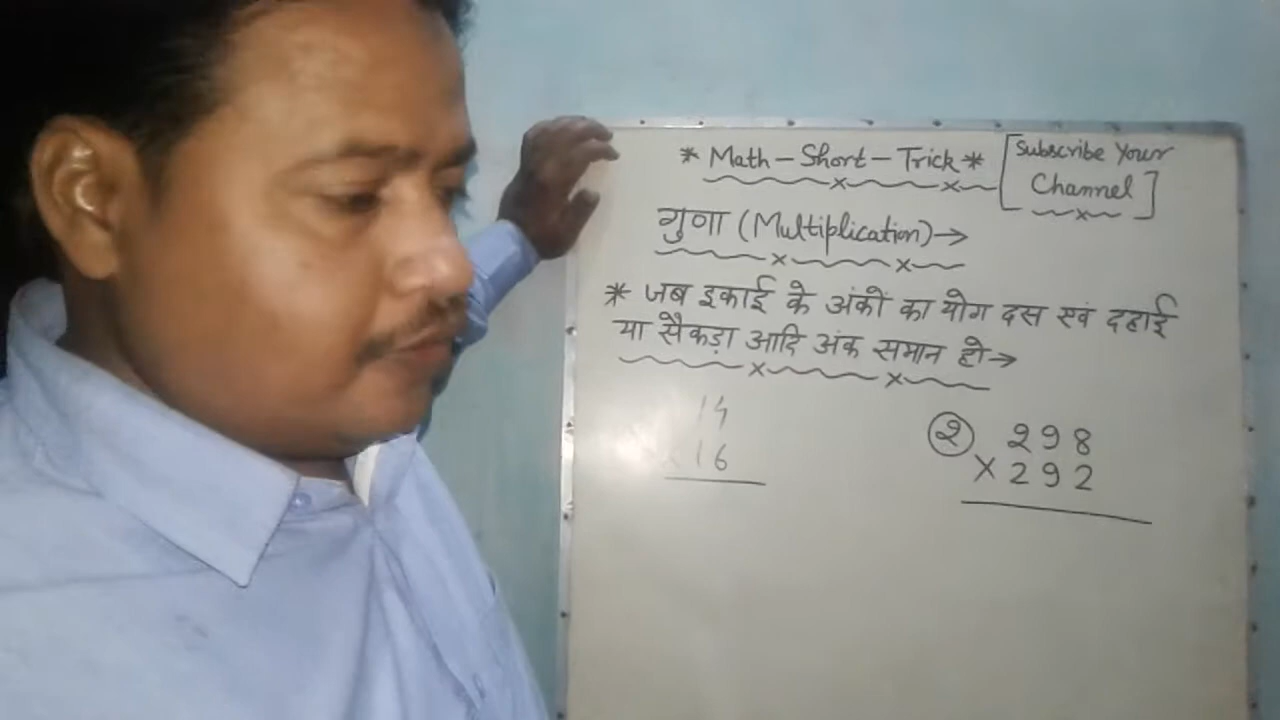 * Math-Short-Trick *
[Subscribe Your
Channel]
गुणा (Multiplication)→
* जब इकाई के अंकों का योग दस एवं दहाई
या सैकड़ा आदि अंक समान हो→
14
× 16
② 298
× 292